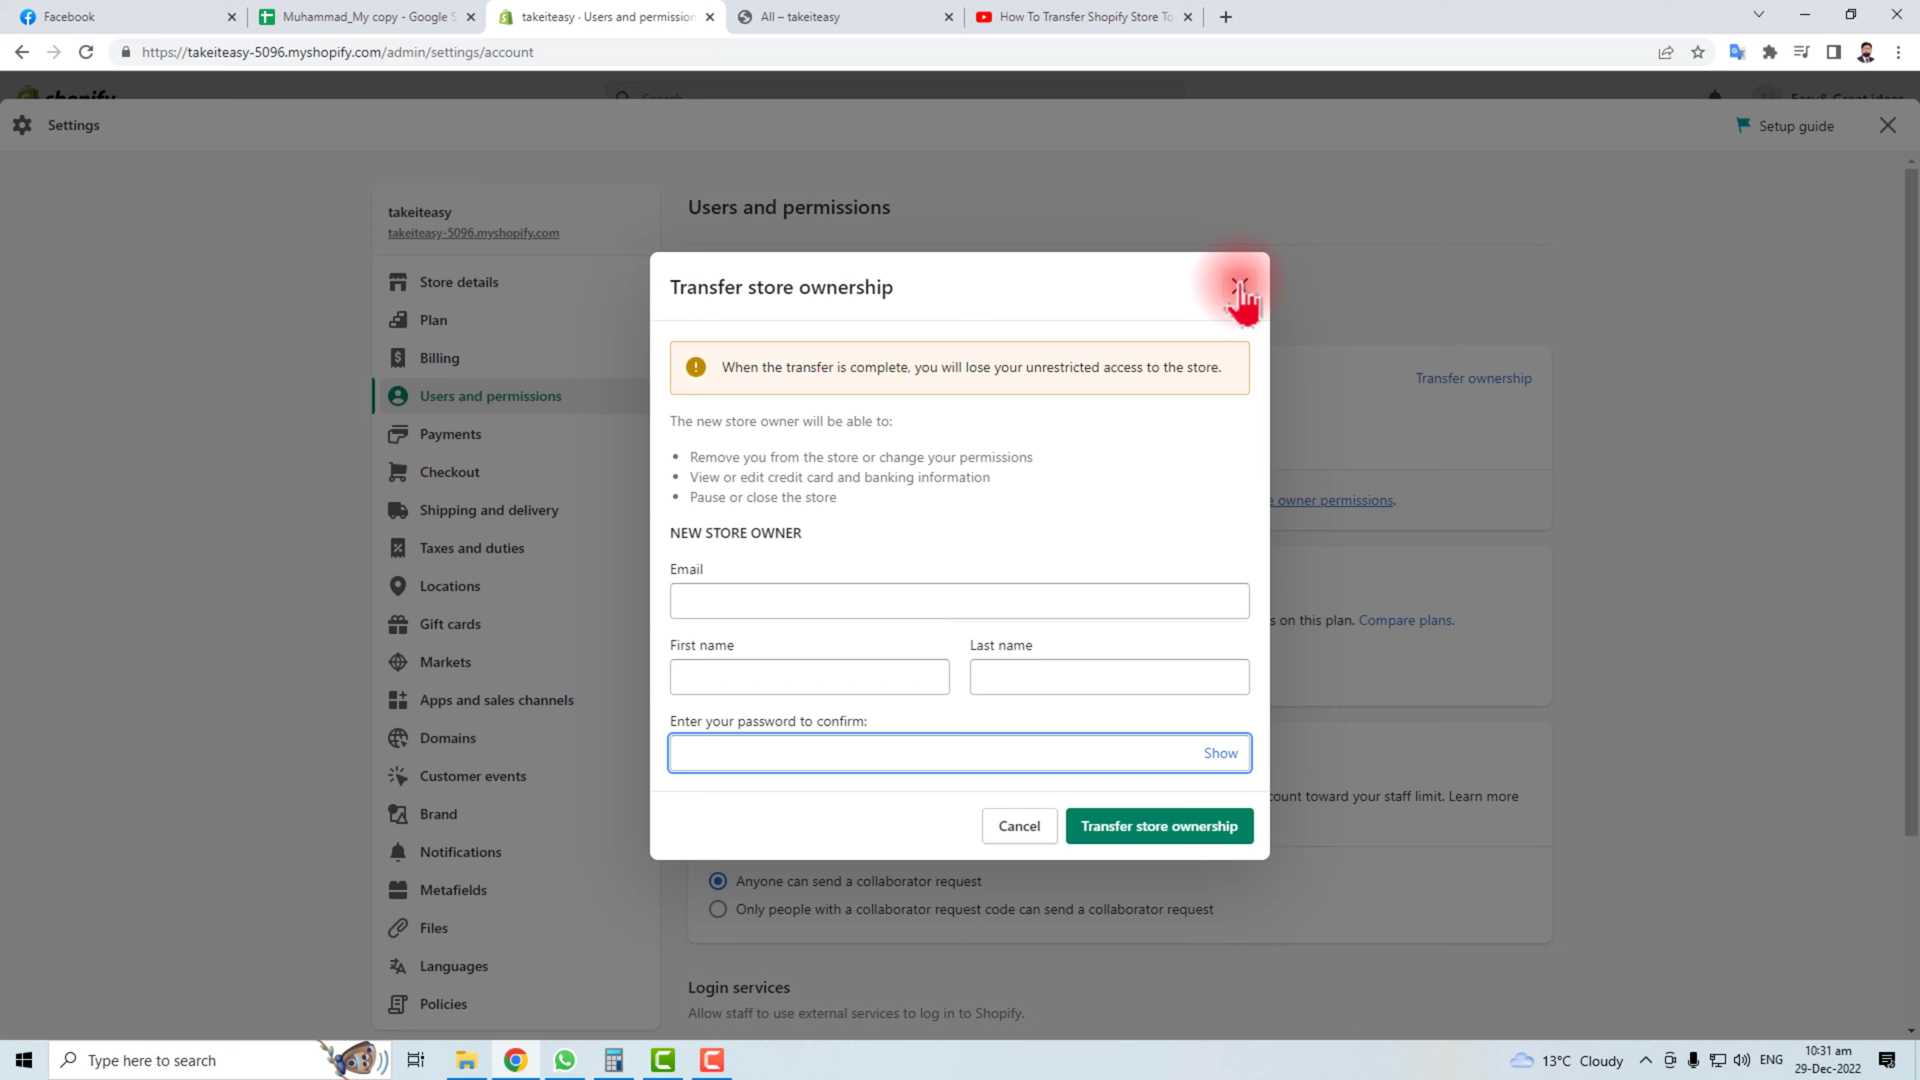 Facebook
Muhammad_My copy - Google S
takeiteasy · Users and permission
All – takeiteasy
How To Transfer Shopify Store To
https://takeiteasy-5096.myshopify.com/admin/settings/account
shopify
Search
Easy& Great ideas
Settings
Setup guide
takeiteasy
takeiteasy-5096.myshopify.com
Store details
Plan
Billing
Users and permissions
Payments
Checkout
Shipping and delivery
Taxes and duties
Locations
Gift cards
Markets
Apps and sales channels
Domains
Customer events
Brand
Notifications
Metafields
Files
Languages
Policies
Users and permissions
Transfer ownership
owner permissions.
s on this plan. Compare plans.
ount toward your staff limit. Learn more
Transfer store ownership
When the transfer is complete, you will lose your unrestricted access to the store.
The new store owner will be able to:
• Remove you from the store or change your permissions
• View or edit credit card and banking information
• Pause or close the store
NEW STORE OWNER
Email
First name
Last name
Enter your password to confirm:
Show
Cancel
Transfer store ownership
Anyone can send a collaborator request
Only people with a collaborator request code can send a collaborator request
Login services
Allow staff to use external services to log in to Shopify.
Type here to search
13°C Cloudy
ENG
10:31 am
29-Dec-2022